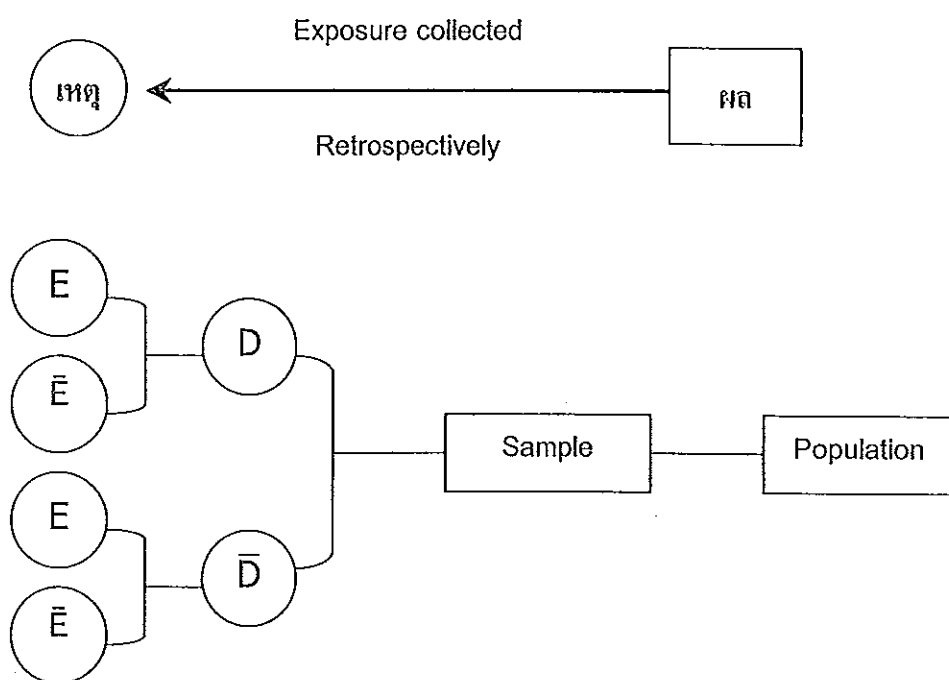 Exposure collected
เหตุ
ผล
Retrospectively
E
D
Ē
Sample
Population
E
D̅
Ē